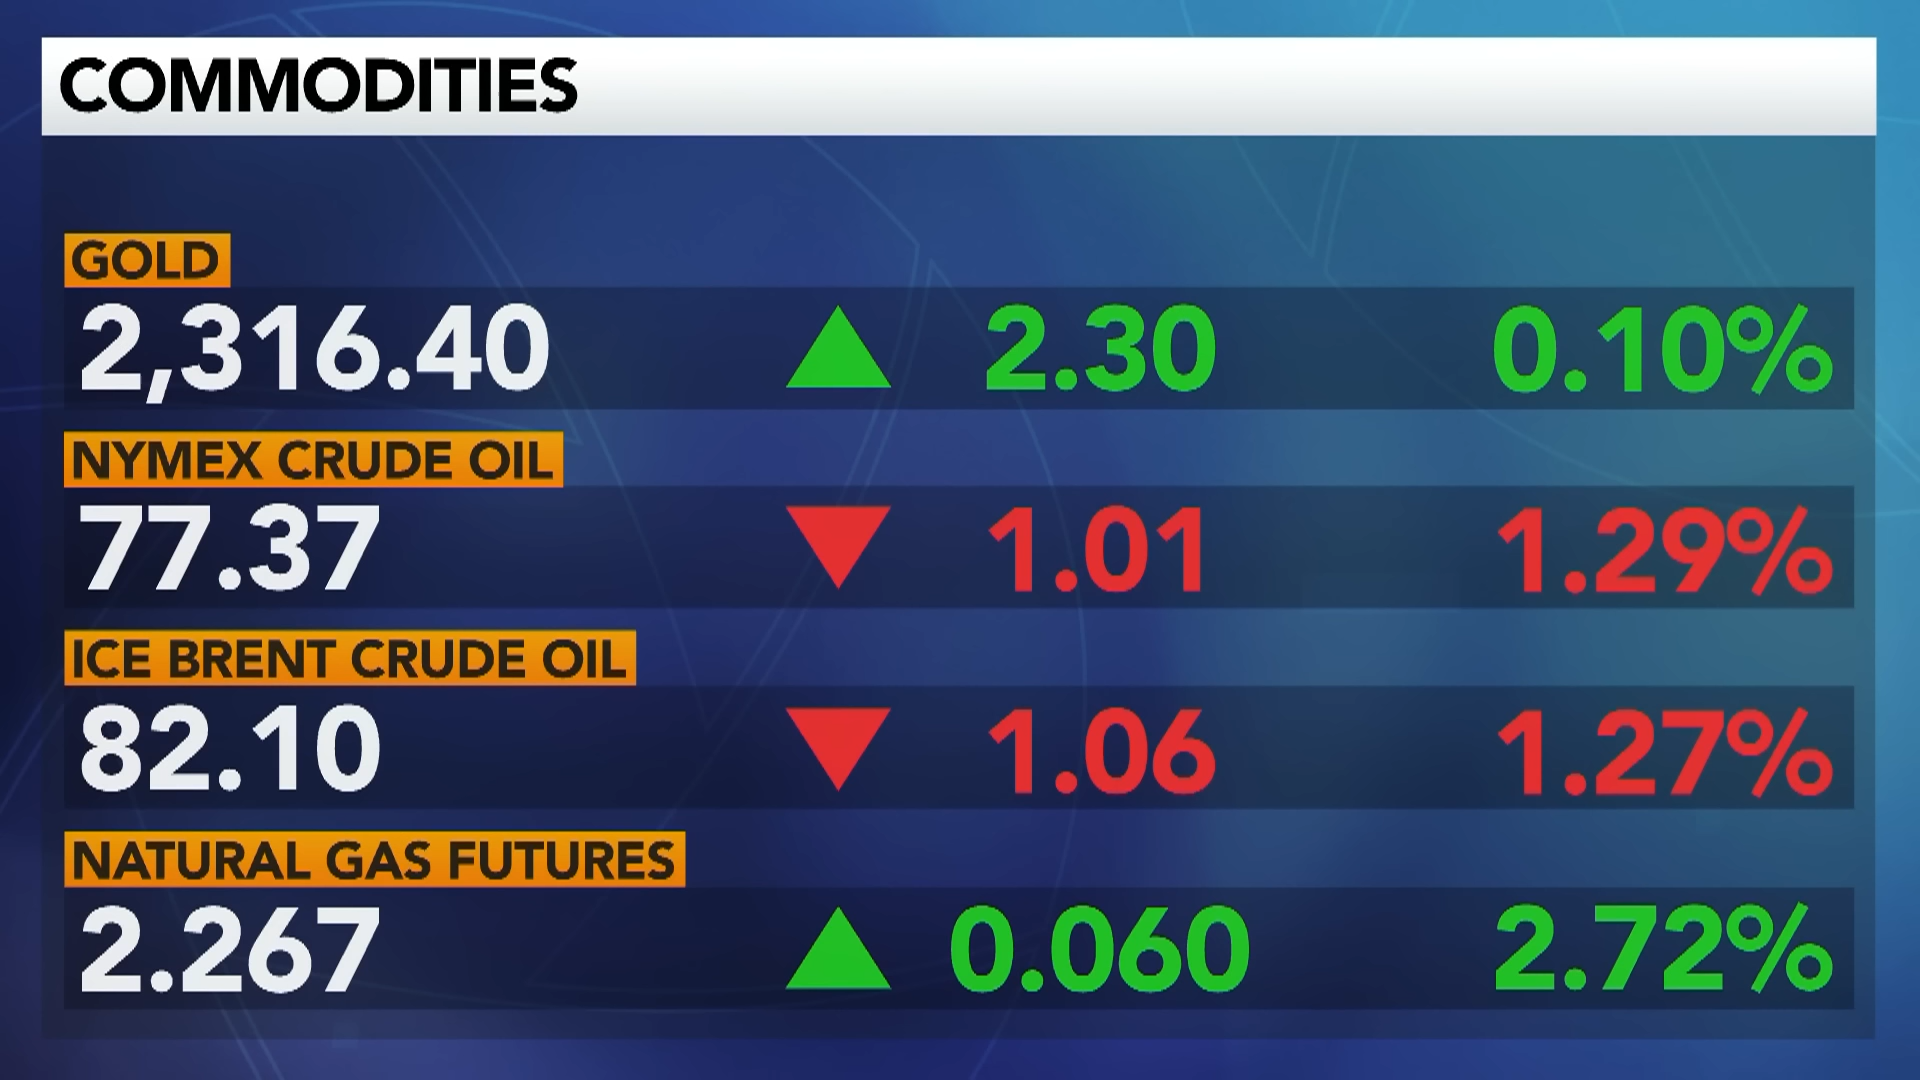 COMMODITIES
GOLD
2,316.40 ▲ 2.30 0.10%
NYMEX CRUDE OIL
77.37 ▼ 1.01 1.29%
ICE BRENT CRUDE OIL
82.10 ▼ 1.06 1.27%
NATURAL GAS FUTURES
2.267 ▲ 0.060 2.72%